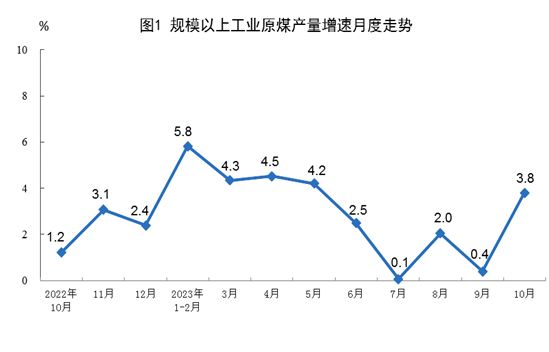 图1 规模以上工业原煤产量增速月度走势
%
10
8
6
4
2
0
1.2
3.1
2.4
5.8
4.3
4.5
4.2
2.5
0.1
2.0
0.4
3.8
2022年
10月
11月
12月
2023年
1-2月
3月
4月
5月
6月
7月
8月
9月
10月